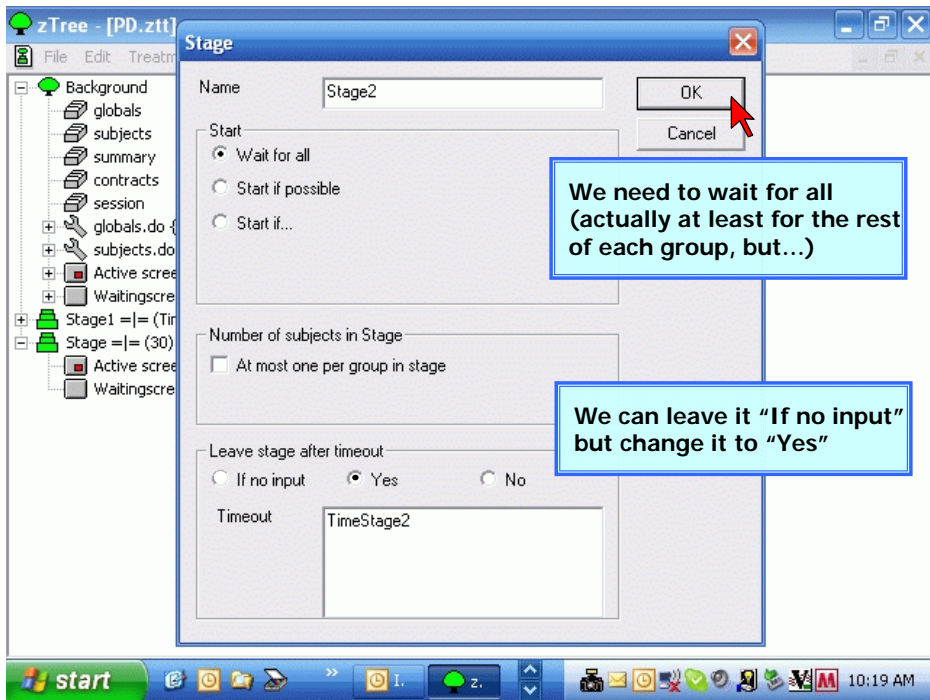 zTree - [PD.ztt]
File Edit Treatm
Background
globals
subjects
summary
contracts
session
globals.do {
subjects.do
Active scree
Waitingscre
Stage1 =|= (Tim
Stage =|= (30)
Active scree
Waitingscre
Stage
Name Stage2
OK
Cancel
Start
Wait for all
Start if possible
Start if...
We need to wait for all
(actually at least for the rest
of each group, but…)
Number of subjects in Stage
At most one per group in stage
We can leave it “If no input”
but change it to “Yes”
Leave stage after timeout
If no input Yes No
Timeout TimeStage2
start
I.
z.
10:19 AM